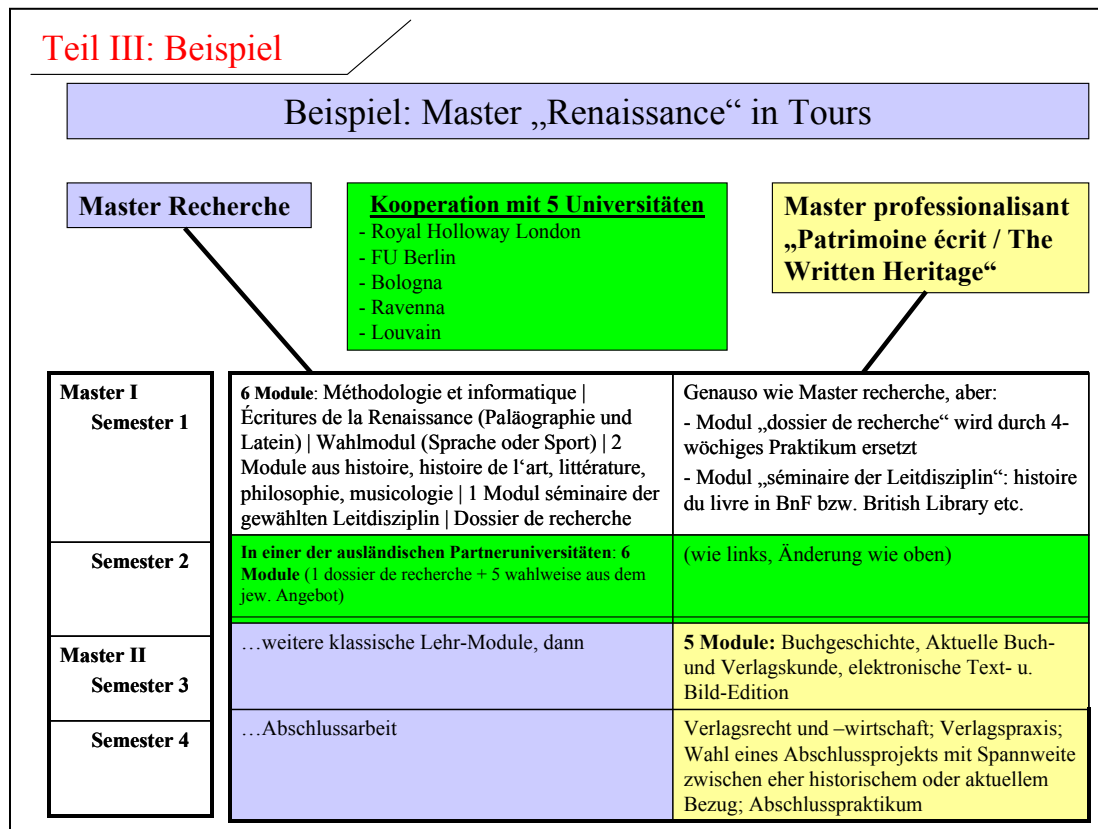 Teil III: Beispiel
Beispiel: Master „Renaissance“ in Tours
Master Recherche
Kooperation mit 5 Universitäten
- Royal Holloway London
- FU Berlin
- Bologna
- Ravenna
- Louvain
Master professionalisant
„Patrimoine écrit / The
Written Heritage“
Master I
Semester 1
6 Module: Méthodologie et informatique |
Écritures de la Renaissance (Paläographie und
Latein) | Wahlmodul (Sprache oder Sport) | 2
Module aus histoire, histoire de l‘art, littérature,
philosophie, musicologie | 1 Modul séminaire der
gewählten Leitdisziplin | Dossier de recherche
Genauso wie Master recherche, aber:
- Modul „dossier de recherche“ wird durch 4-
wöchiges Praktikum ersetzt
- Modul „séminaire der Leitdisziplin“: histoire
du livre in BnF bzw. British Library etc.
Semester 2
In einer der ausländischen Partneruniversitäten: 6
Module (1 dossier de recherche + 5 wahlweise aus dem
jew. Angebot)
(wie links, Änderung wie oben)
Master II
Semester 3
…weitere klassische Lehr-Module, dann
5 Module: Buchgeschichte, Aktuelle Buch-
und Verlagskunde, elektronische Text- u.
Bild-Edition
Semester 4
…Abschlussarbeit
Verlagsrecht und –wirtschaft; Verlagspraxis;
Wahl eines Abschlussprojekts mit Spannweite
zwischen eher historischem oder aktuellem
Bezug; Abschlusspraktikum